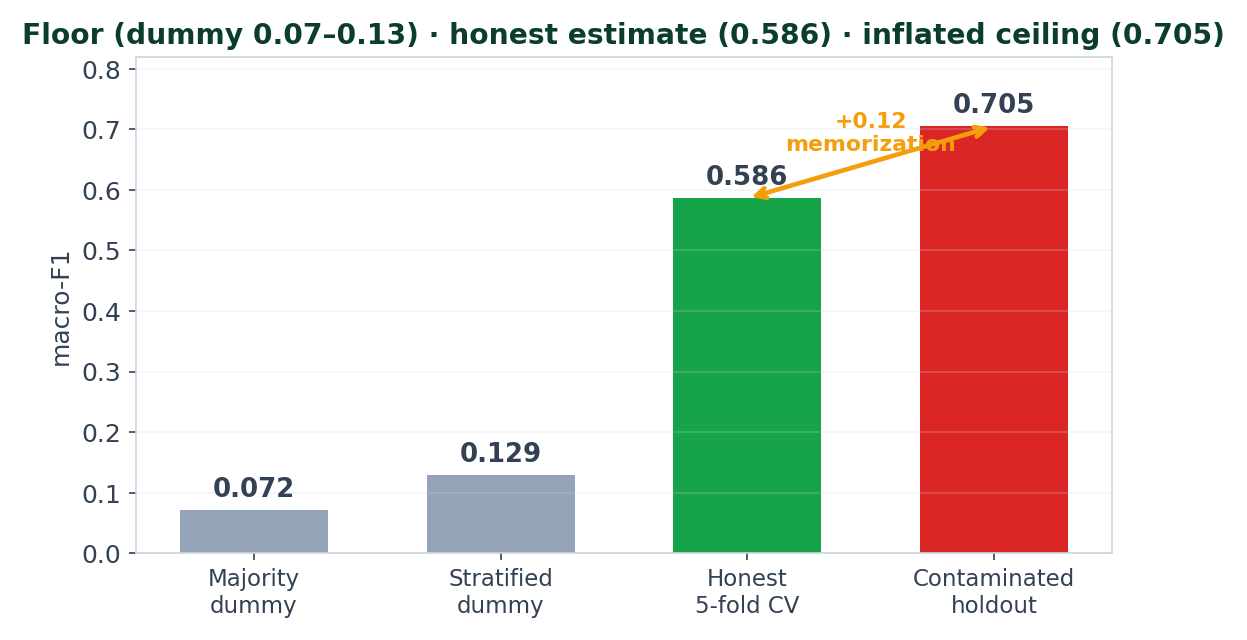 Floor (dummy 0.07–0.13) · honest estimate (0.586) · inflated ceiling (0.705)
0.8
0.7
0.6
0.5
0.4
0.3
0.2
0.1
0.0
macro-F1
0.072
0.129
0.586
0.705
+0.12
memorization
Majority
dummy
Stratified
dummy
Honest
5-fold CV
Contaminated
holdout